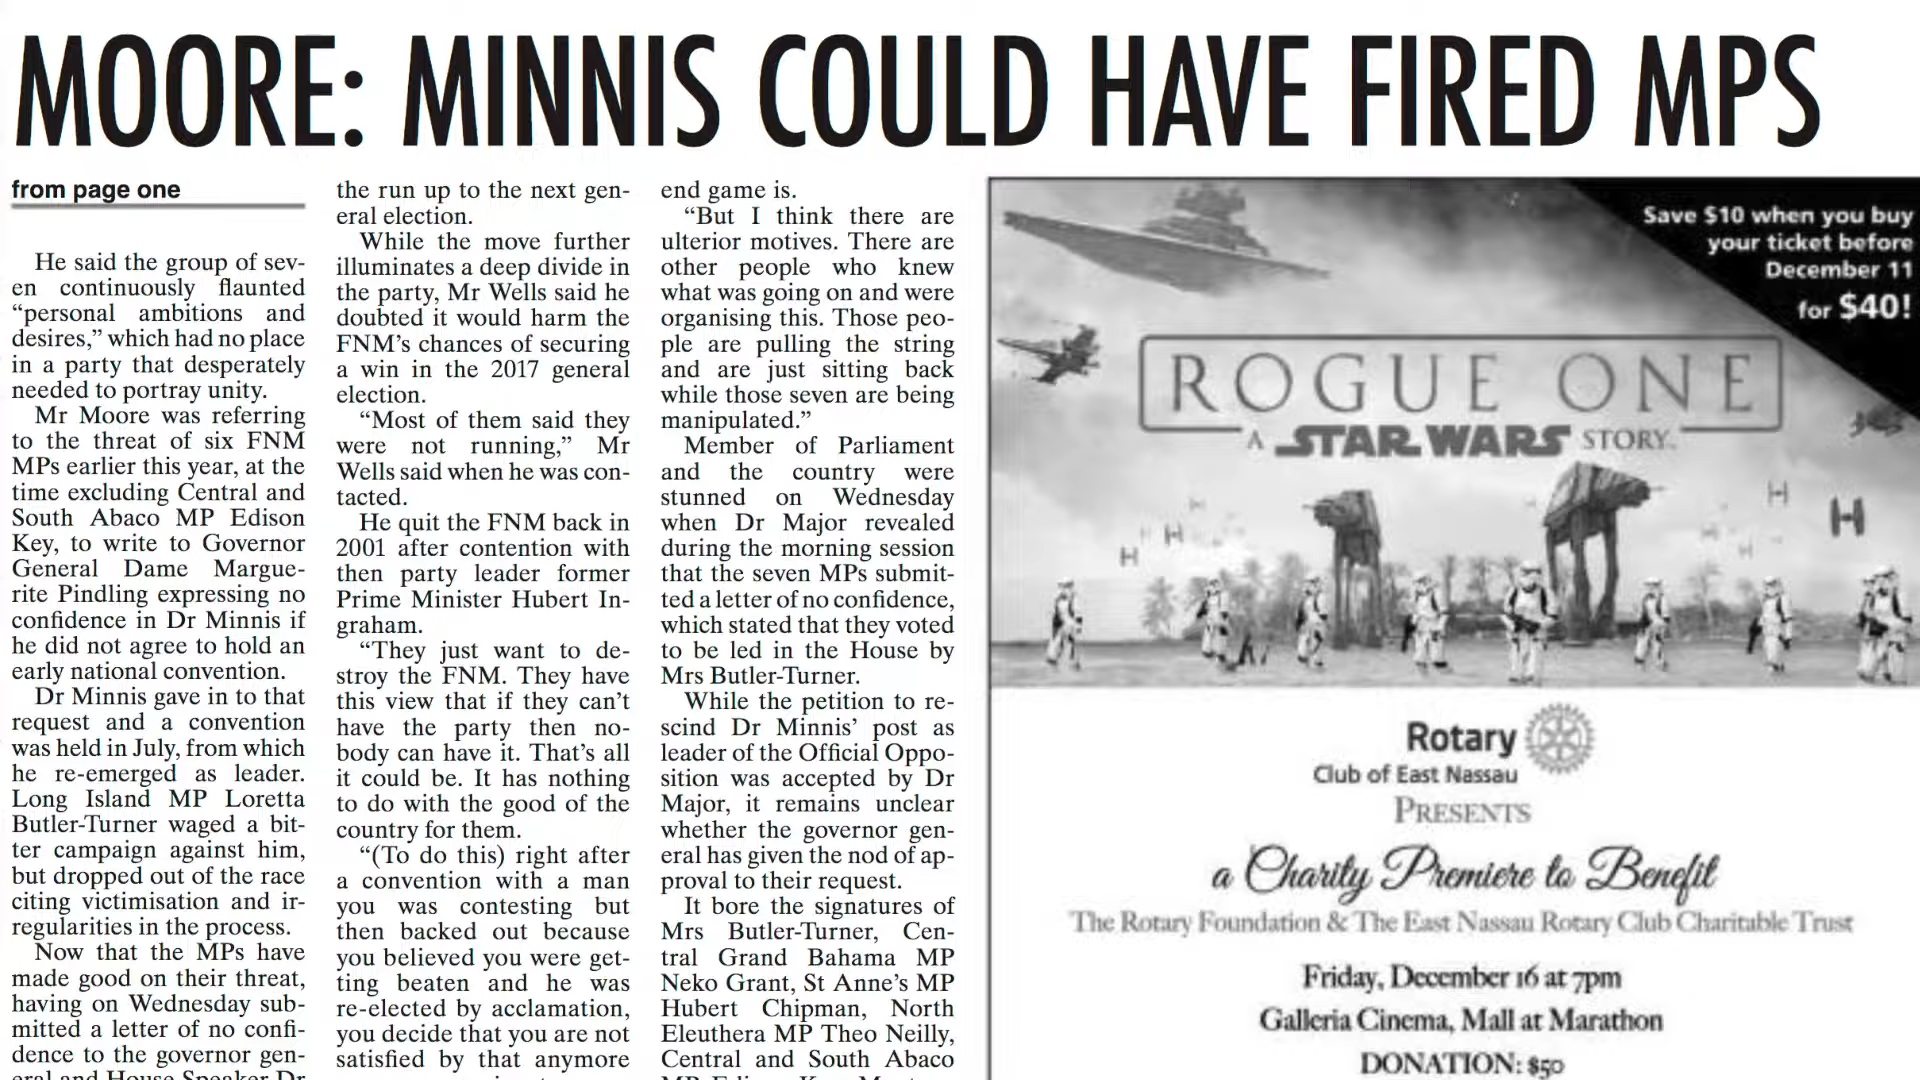 MOORE: MINNIS COULD HAVE FIRED MPS
from page one
He said the group of sev-
en continuously flaunted
“personal ambitions and
desires,” which had no place
in a party that desperately
needed to portray unity.
Mr Moore was referring
to the threat of six FNM
MPs earlier this year, at the
time excluding Central and
South Abaco MP Edison
Key, to write to Governor
General Dame Margue-
rite Pindling expressing no
confidence in Dr Minnis if
he did not agree to hold an
early national convention.
Dr Minnis gave in to that
request and a convention
was held in July, from which
he re-emerged as leader.
Long Island MP Loretta
Butler-Turner waged a bit-
ter campaign against him,
but dropped out of the race
citing victimisation and ir-
regularities in the process.
Now that the MPs have
made good on their threat,
having on Wednesday sub-
mitted a letter of no confi-
dence to the governor gen-
eral and House Speaker Dr
the run up to the next gen-
eral election.
While the move further
illuminates a deep divide in
the party, Mr Wells said he
doubted it would harm the
FNM’s chances of securing
a win in the 2017 general
election.
“Most of them said they
were not running,” Mr
Wells said when he was con-
tacted.
He quit the FNM back in
2001 after contention with
then party leader former
Prime Minister Hubert In-
graham.
“They just want to de-
stroy the FNM. They have
this view that if they can’t
have the party then no-
body can have it. That’s all
it could be. It has nothing
to do with the good of the
country for them.
“(To do this) right after
a convention with a man
you was contesting but
then backed out because
you believed you were get-
ting beaten and he was
re-elected by acclamation,
you decide that you are not
satisfied by that anymore
end game is.
“But I think there are
ulterior motives. There are
other people who knew
what was going on and were
organising this. Those peo-
ple are pulling the string
and are just sitting back
while those seven are being
manipulated.”
Member of Parliament
and the country were
stunned on Wednesday
when Dr Major revealed
during the morning session
that the seven MPs submit-
ted a letter of no confidence,
which stated that they voted
to be led in the House by
Mrs Butler-Turner.
While the petition to re-
scind Dr Minnis’ post as
leader of the Official Oppo-
sition was accepted by Dr
Major, it remains unclear
whether the governor gen-
eral has given the nod of ap-
proval to their request.
It bore the signatures of
Mrs Butler-Turner, Cen-
tral Grand Bahama MP
Neko Grant, St Anne’s MP
Hubert Chipman, North
Eleuthera MP Theo Neilly,
Central and South Abaco
Save $10 when you buy
your ticket before
December 11
for $40!
ROGUE ONE
A STAR WARS STORY
Rotary
Club of East Nassau
PRESENTS
a Charity Premiere to Benefit
The Rotary Foundation & The East Nassau Rotary Club Charitable Trust
Friday, December 16 at 7pm
Galleria Cinema, Mall at Marathon
DONATION: $50